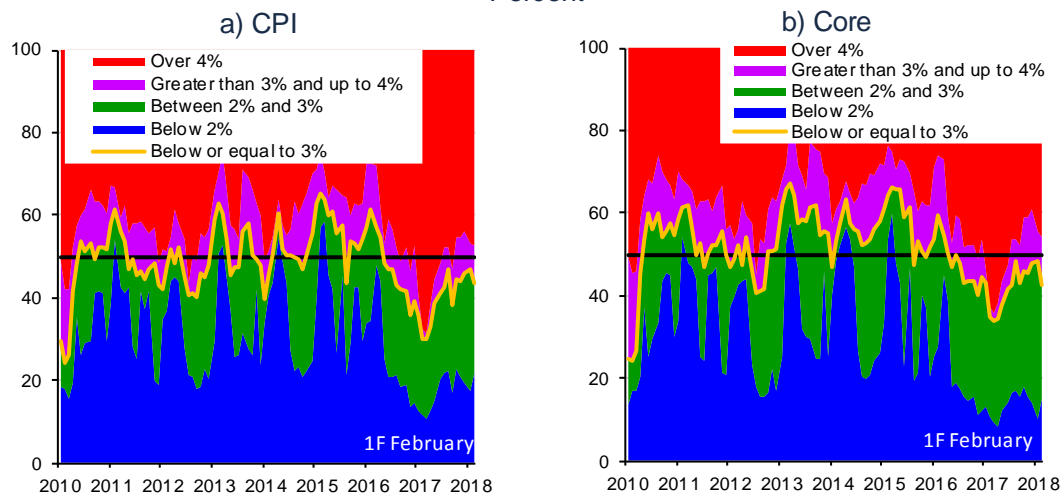 a) CPI
100
80
60
40
20
0
Over 4%
Greater than 3% and up to 4%
Between 2% and 3%
Below 2%
Below or equal to 3%
1F February
2010 2011 2012 2013 2014 2015 2016 2017 2018
b) Core
100
80
60
40
20
0
Over 4%
Greater than 3% and up to 4%
Between 2% and 3%
Below 2%
Below or equal to 3%
1F February
2010 2011 2012 2013 2014 2015 2016 2017 2018